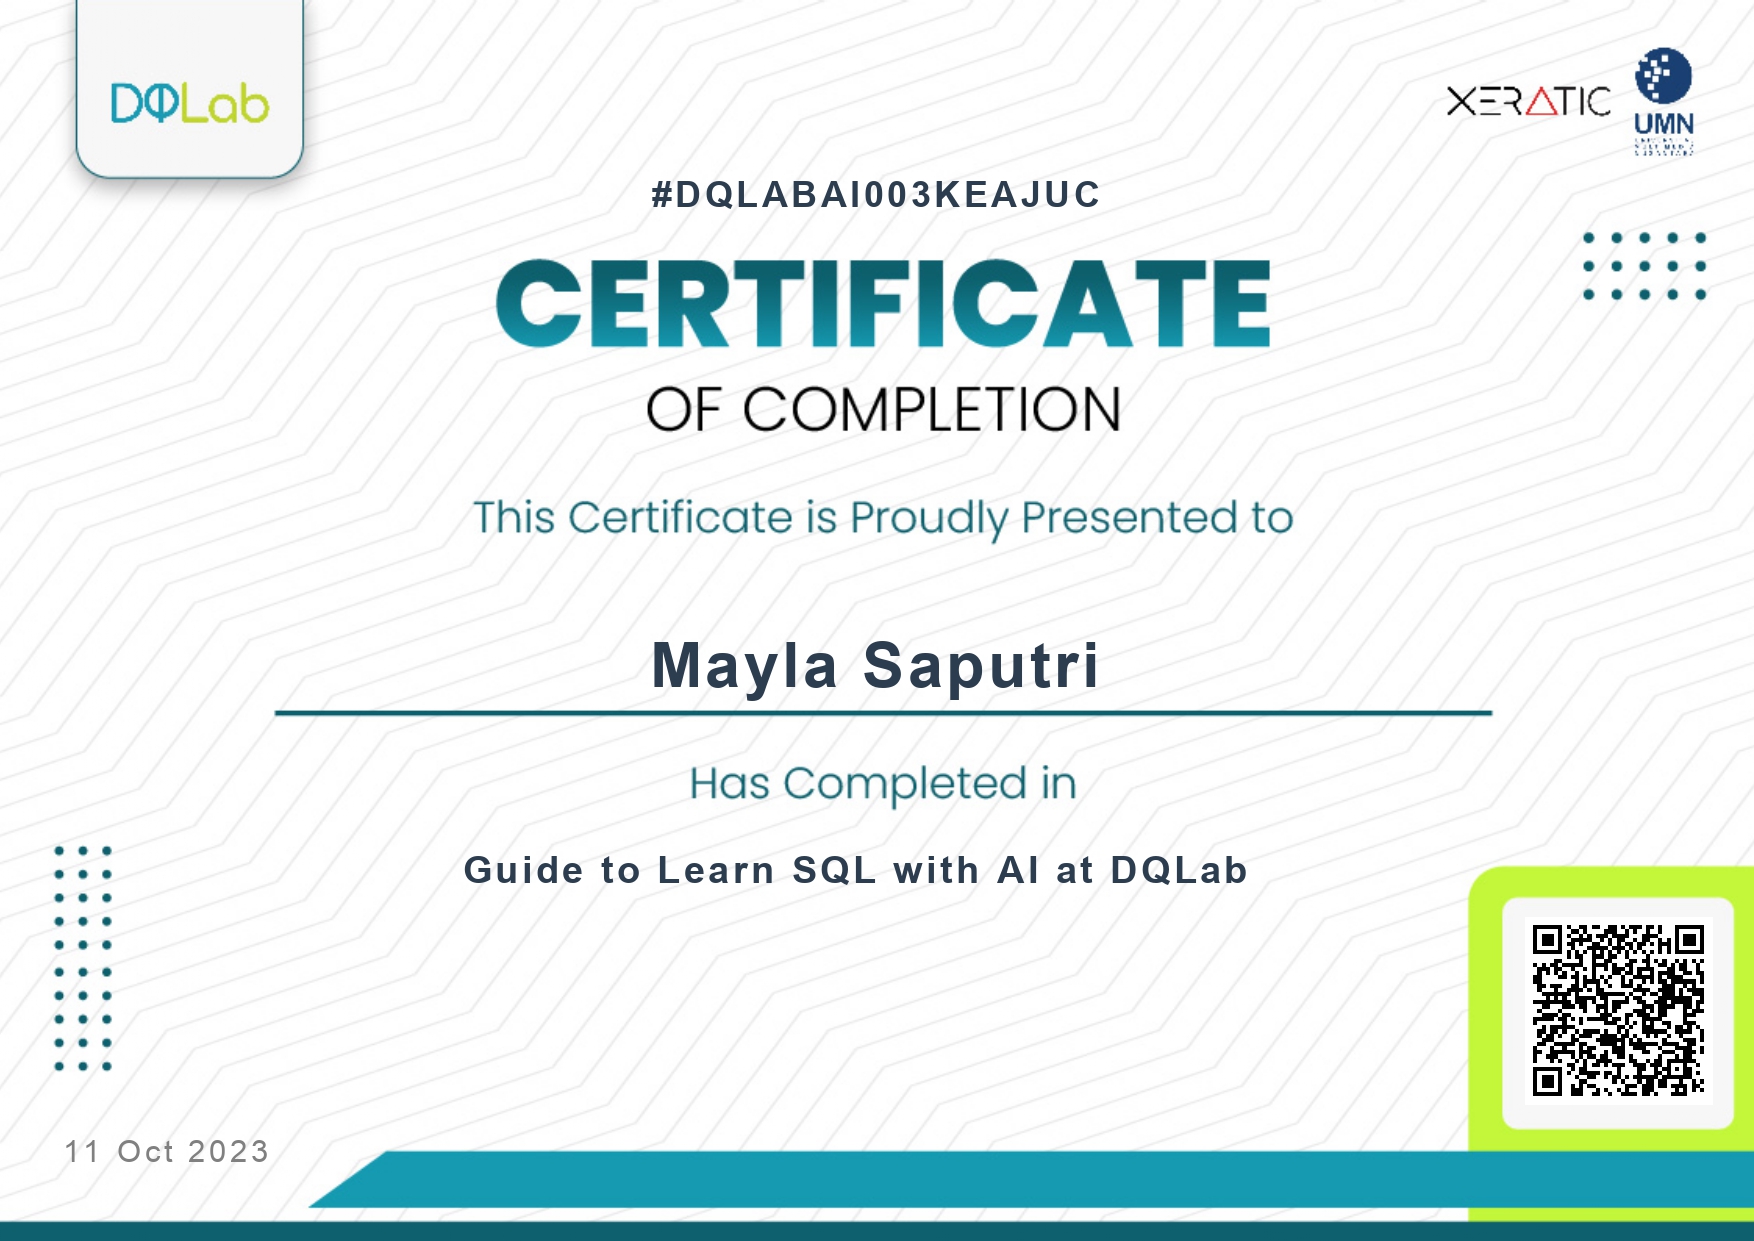 DQLab
XERATIC
UMN
#DQLABAI003KEAJUC
CERTIFICATE
OF COMPLETION
This Certificate is Proudly Presented to
Mayla Saputri
Has Completed in
Guide to Learn SQL with AI at DQLab
11 Oct 2023